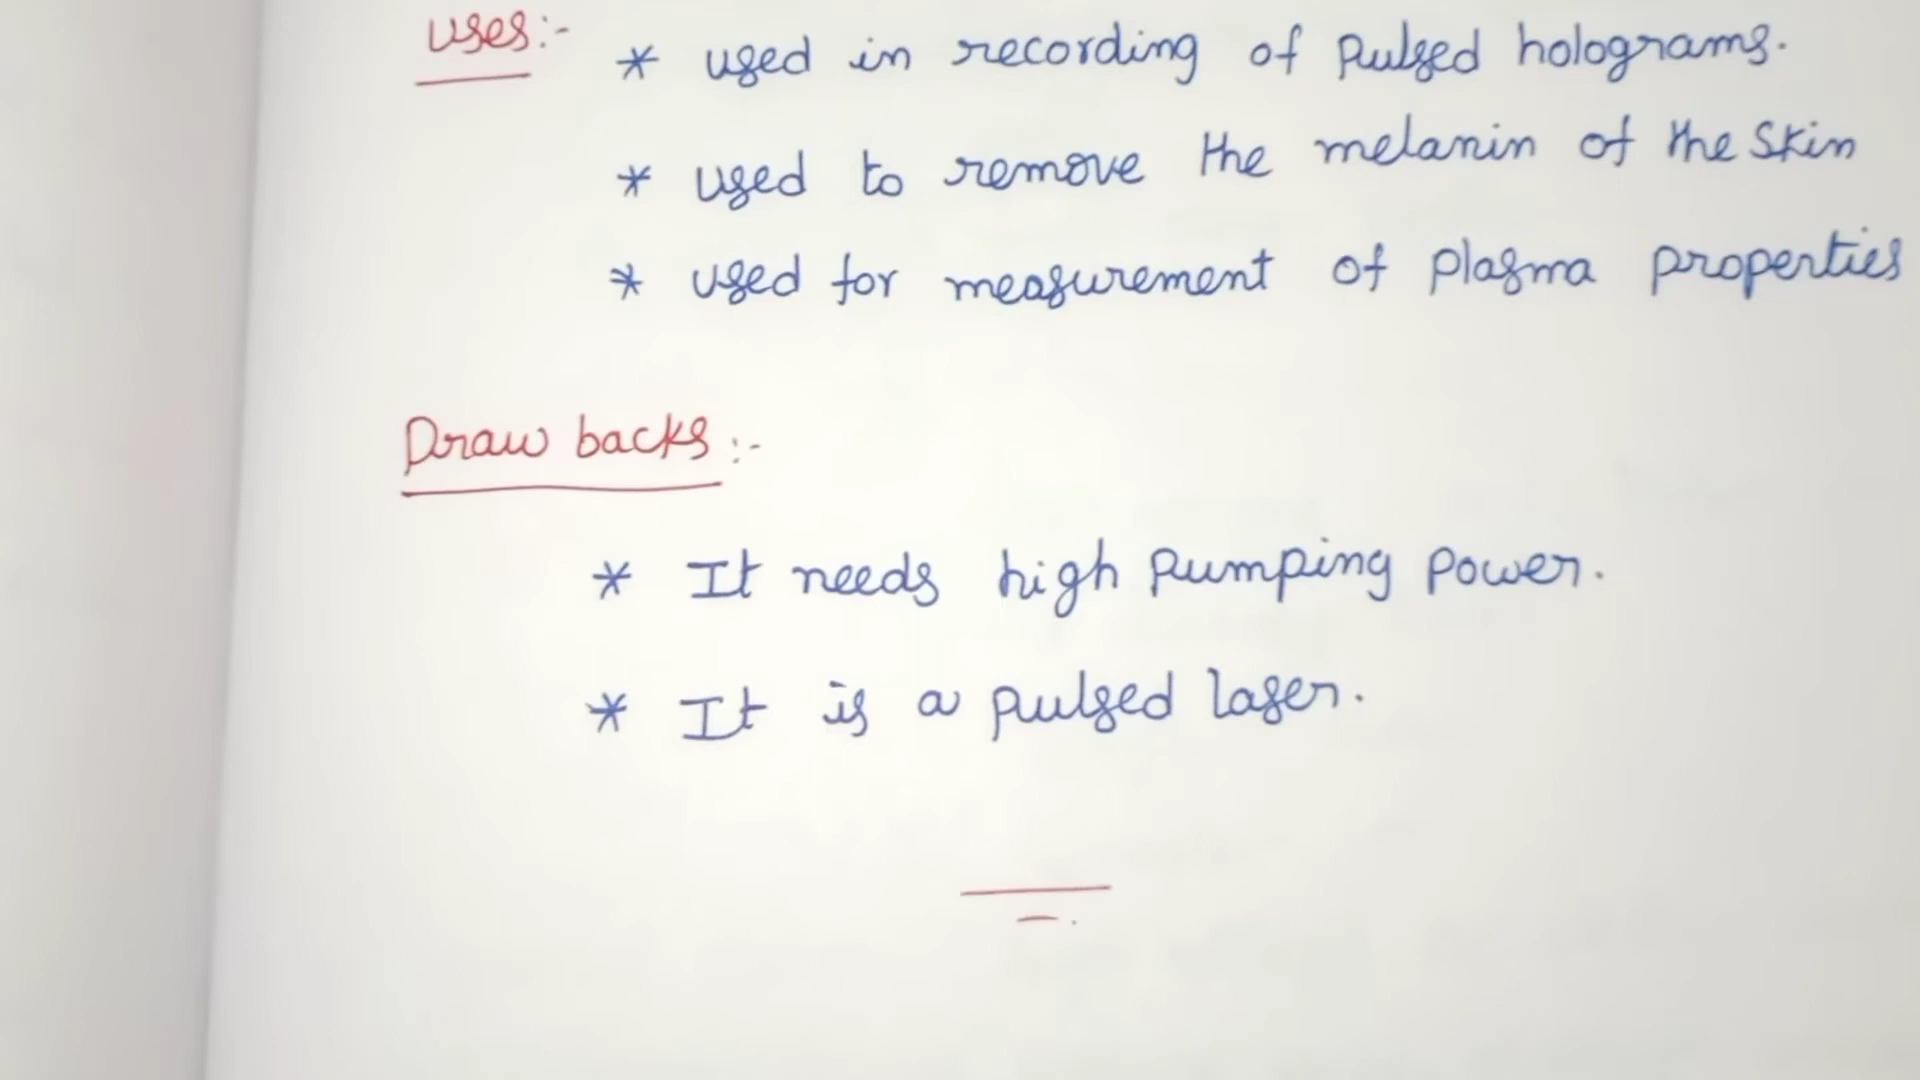 Uses:- * used in recording of pulsed holograms.
* used to remove the melanin of the skin
* used for measurement of plasma properties
Draw backs:-
* It needs high pumping power.
* It is a pulsed laser.